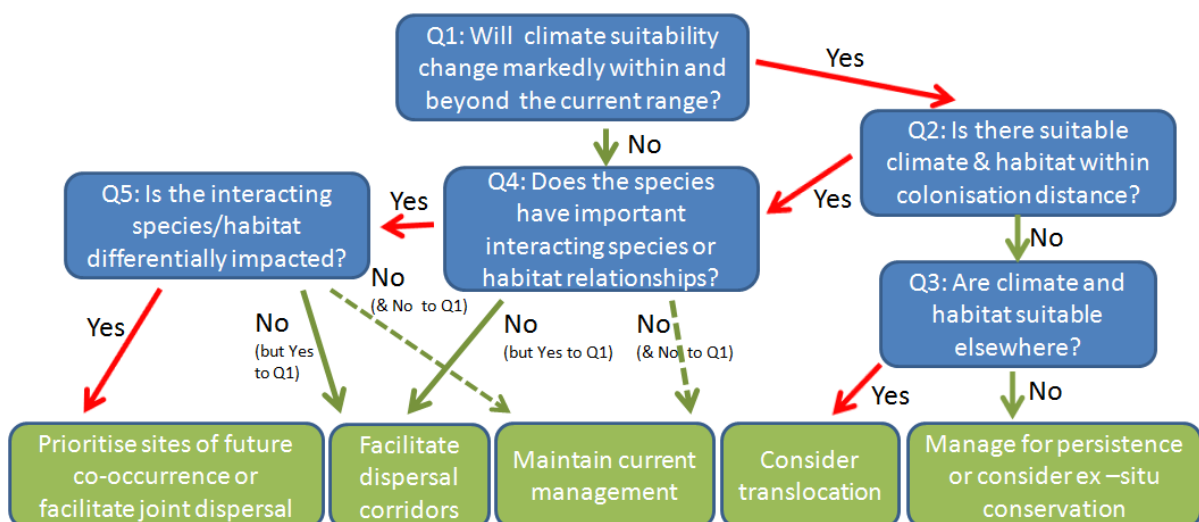 Q1: Will climate suitability
change markedly within and
beyond the current range?
Yes
No
Q2: Is there suitable
climate & habitat within
colonisation distance?
Yes
No
Q3: Are climate and
habitat suitable
elsewhere?
Yes
No
Q4: Does the species
have important
interacting species or
habitat relationships?
Yes
No
(but Yes to Q1)
No
(& No to Q1)
Q5: Is the interacting
species/habitat
differentially impacted?
Yes
No
(but Yes
to Q1)
No
(& No to Q1)
Prioritise sites of future
co-occurrence or
facilitate joint dispersal
Facilitate
dispersal
corridors
Maintain current
management
Consider
translocation
Manage for persistence
or consider ex –situ
conservation